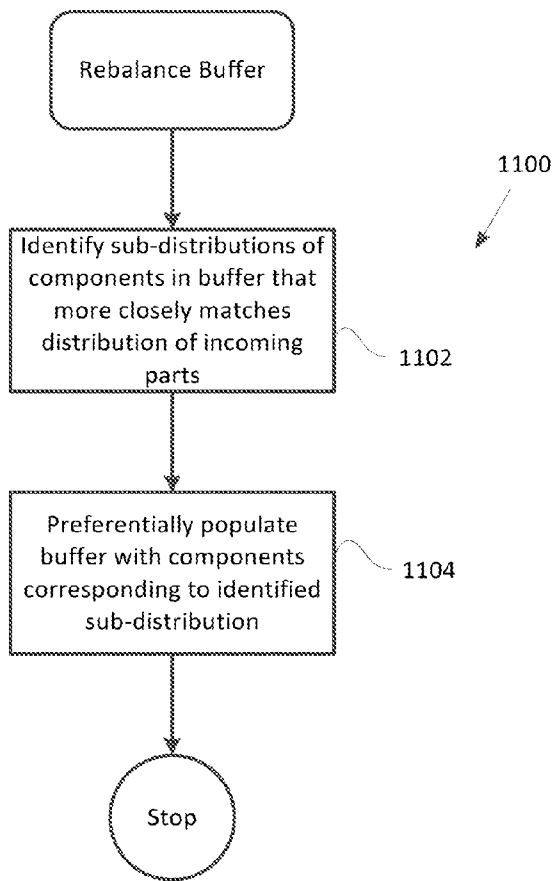 Rebalance Buffer
1100
Identify sub-distributions of
components in buffer that
more closely matches
distribution of incoming
parts
1102
Preferentially populate
buffer with components
corresponding to identified
sub-distribution
1104
Stop